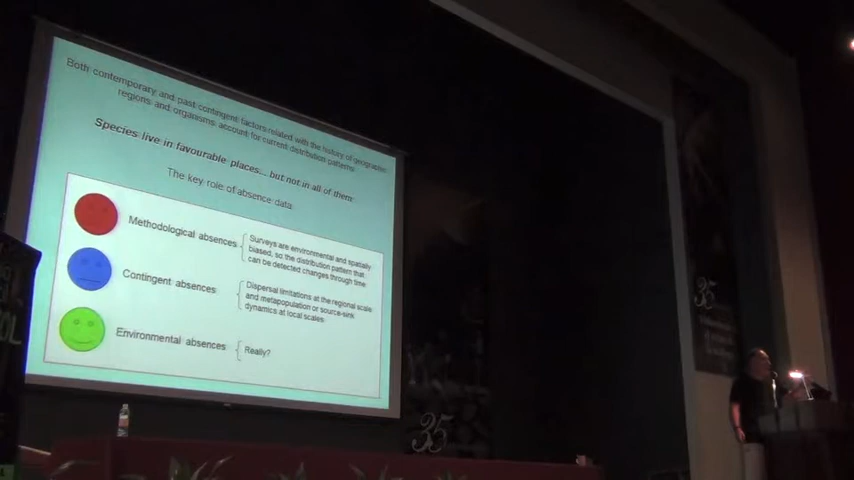 Both contemporary and past contingent factors related with the history of geographic
regions and organisms account for current distribution patterns
Species live in favourable places... but not in all of them
The key role of absence data
Methodological absences
Surveys are environmental and spatially
biased, so the distribution pattern that
can be detected changes through time
Contingent absences
Dispersal limitations at the regional scale
and metapopulation or source-sink
dynamics at local scales
Environmental absences
Really?
35
35